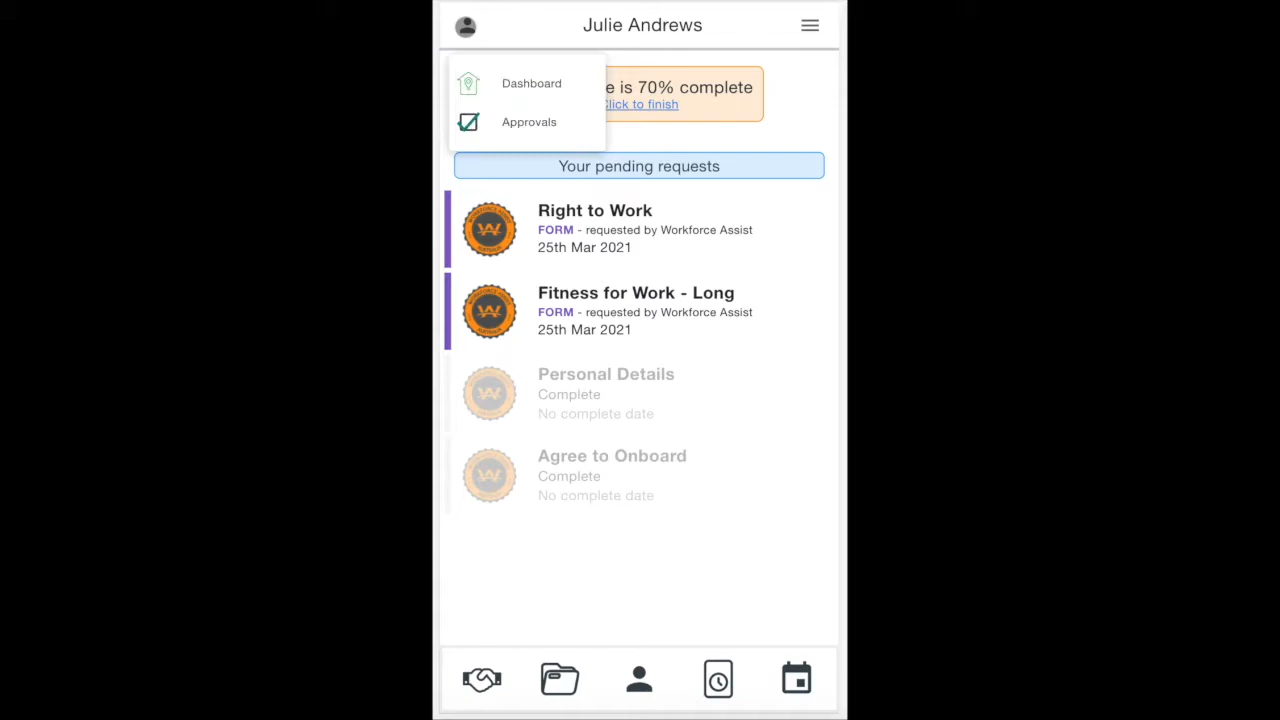 Julie Andrews
Dashboard
Approvals
e is 70% complete
Click to finish
Your pending requests
Right to Work
FORM - requested by Workforce Assist
25th Mar 2021
Fitness for Work - Long
FORM - requested by Workforce Assist
25th Mar 2021
Personal Details
Complete
No complete date
Agree to Onboard
Complete
No complete date